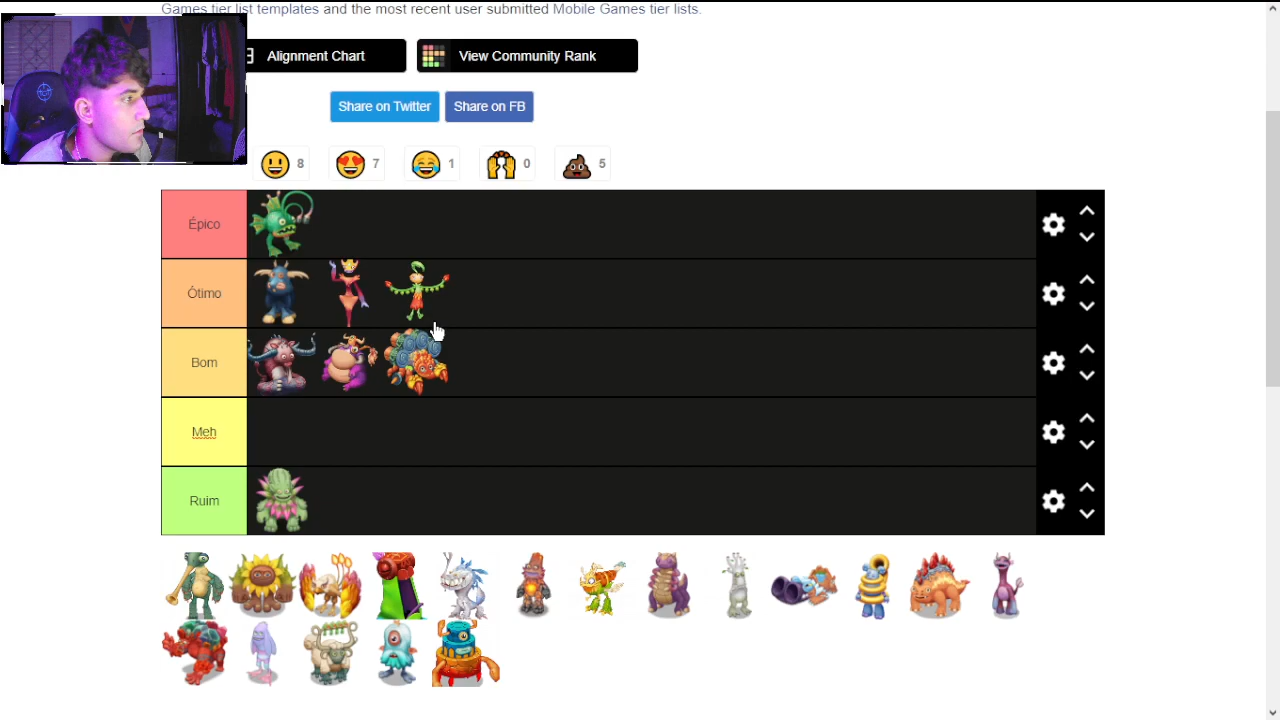 Games tier list templates and the most recent user submitted Mobile Games tier lists.
Alignment Chart
View Community Rank
Share on Twitter
Share on FB
8
7
1
0
5
Épico
Ótimo
Bom
Meh
Ruim